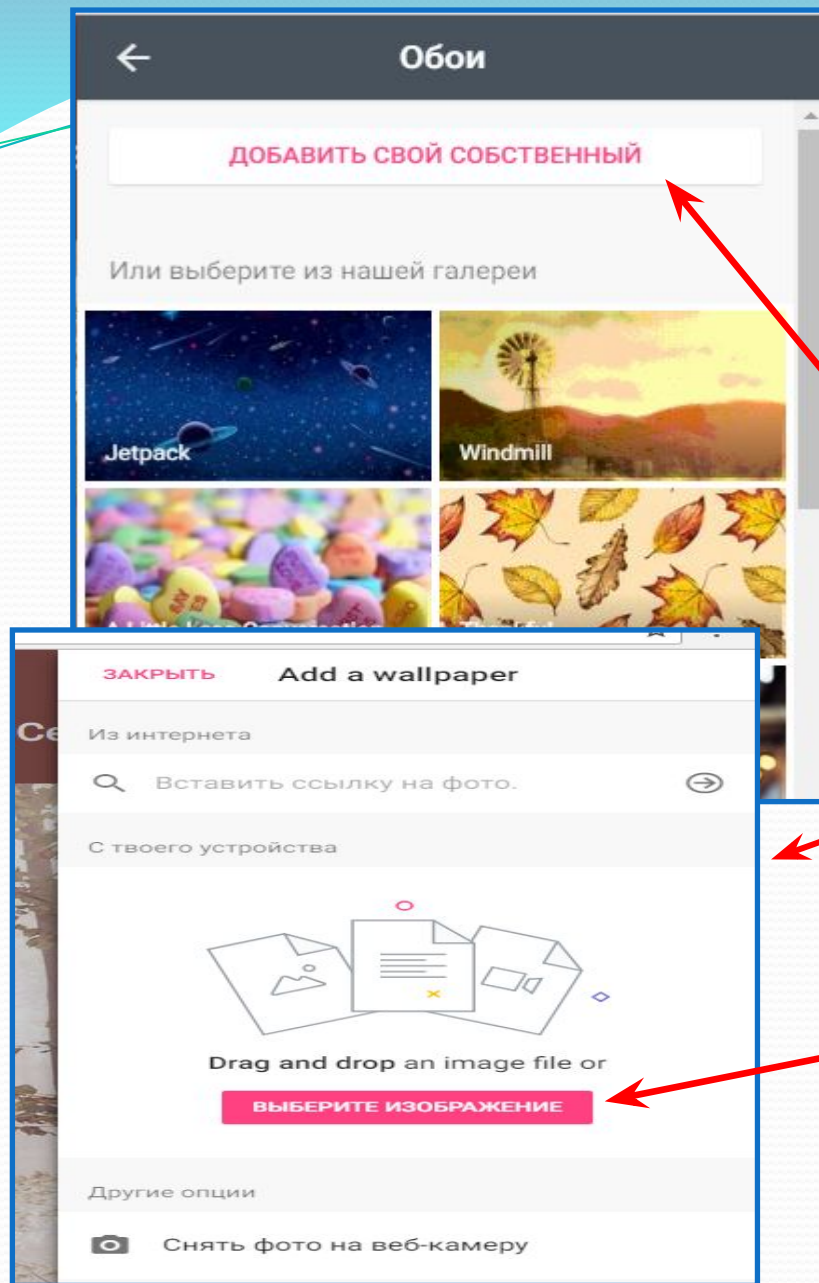 Обои
ДОБАВИТЬ СВОЙ СОБСТВЕННЫЙ
Или выберите из нашей галереи
Jetpack
Windmill
Се
ЗАКРЫТЬ Add a wallpaper
Из интернета
Вставить ссылку на фото.
С твоего устройства
Drag and drop an image file or
ВЫБЕРИТЕ ИЗОБРАЖЕНИЕ
Другие опции
Снять фото на веб-камеру